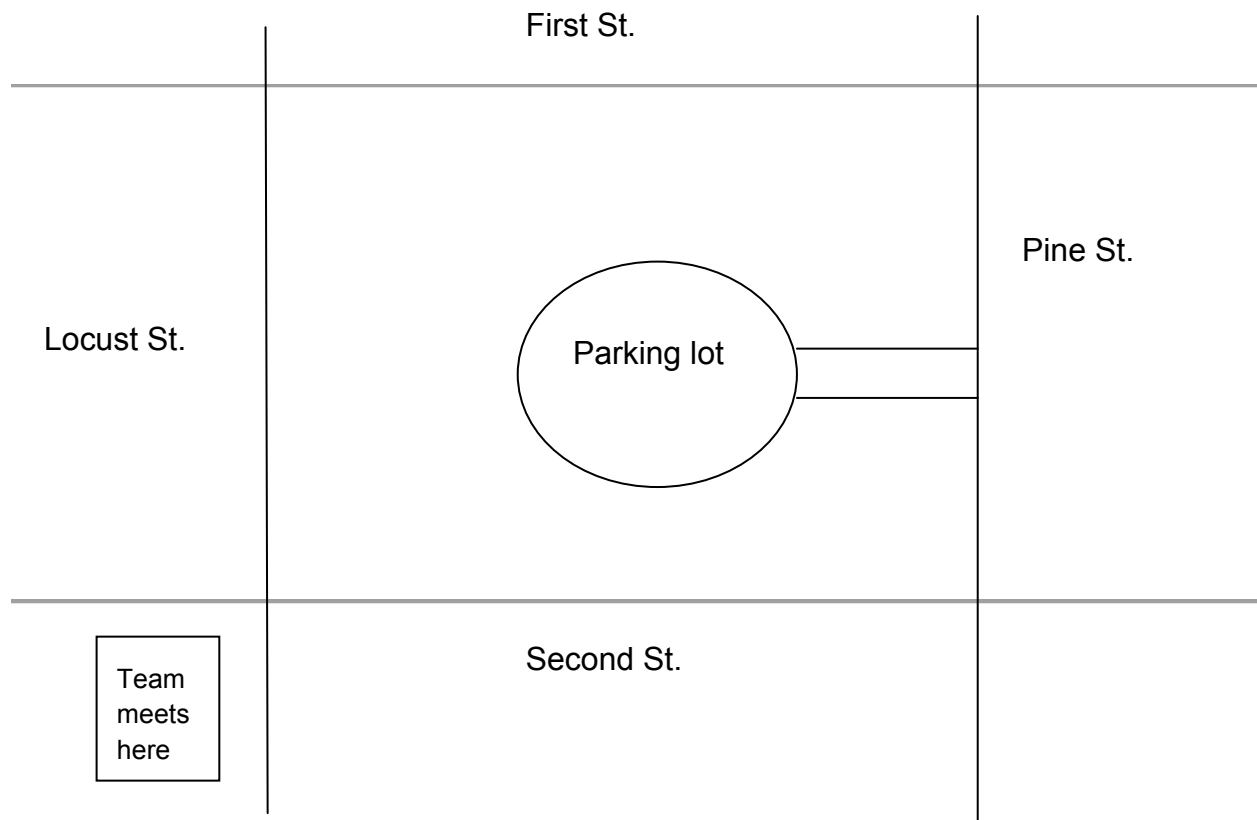 First St.
Pine St.
Locust St.
Parking lot
Second St.
Team
meets
here